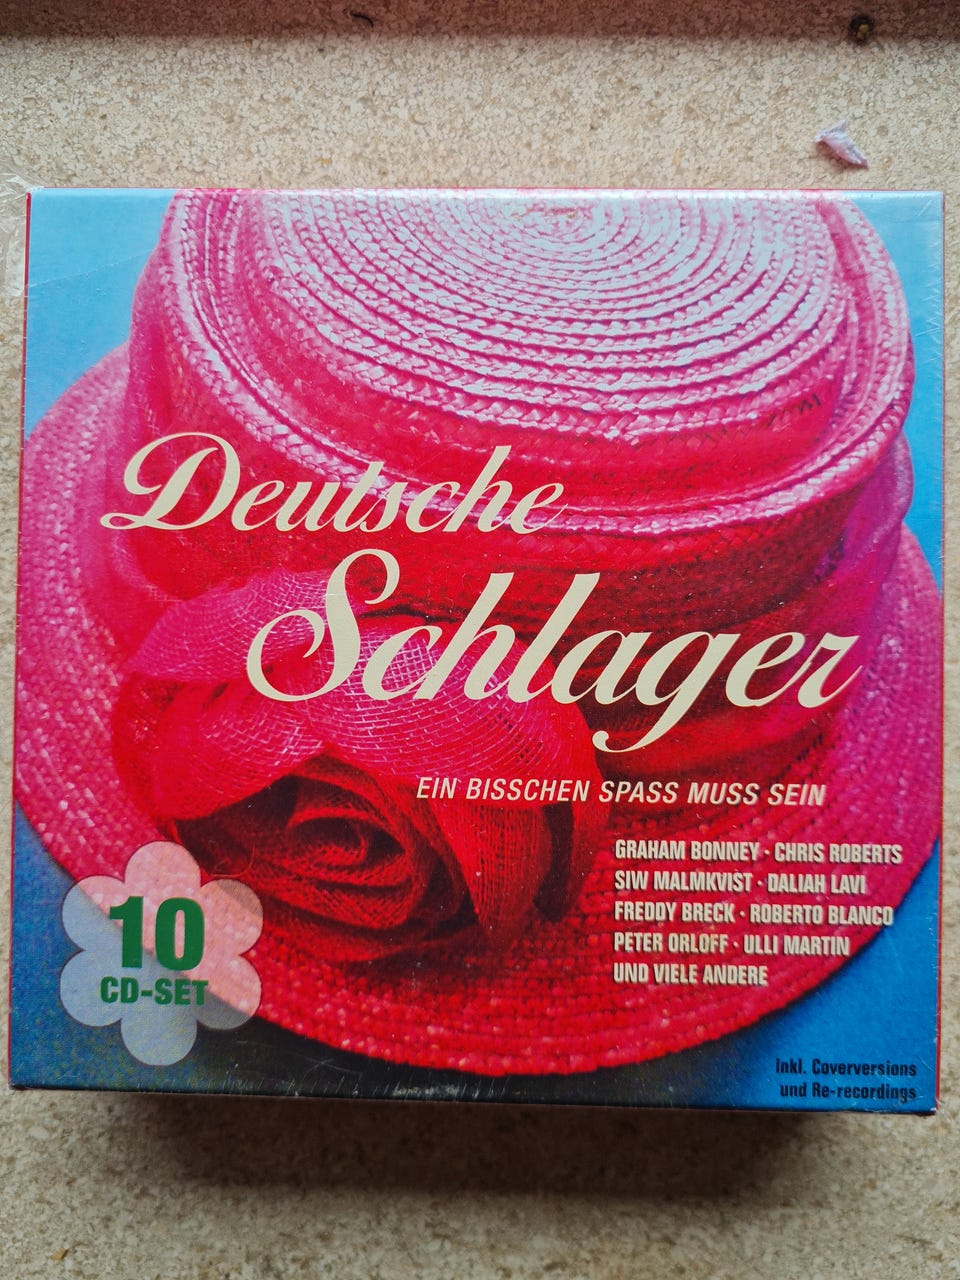 Deutsche
Schlager
EIN BISSCHEN SPASS MUSS SEIN
GRAHAM BONNEY · CHRIS ROBERTS
SIW MALMKVIST · DALIAH LAVI
FREDDY BRECK · ROBERTO BLANCO
PETER ORLOFF · ULLI MARTIN
UND VIELE ANDERE
10
CD-SET
Inkl. Coverversions
und Re-recordings